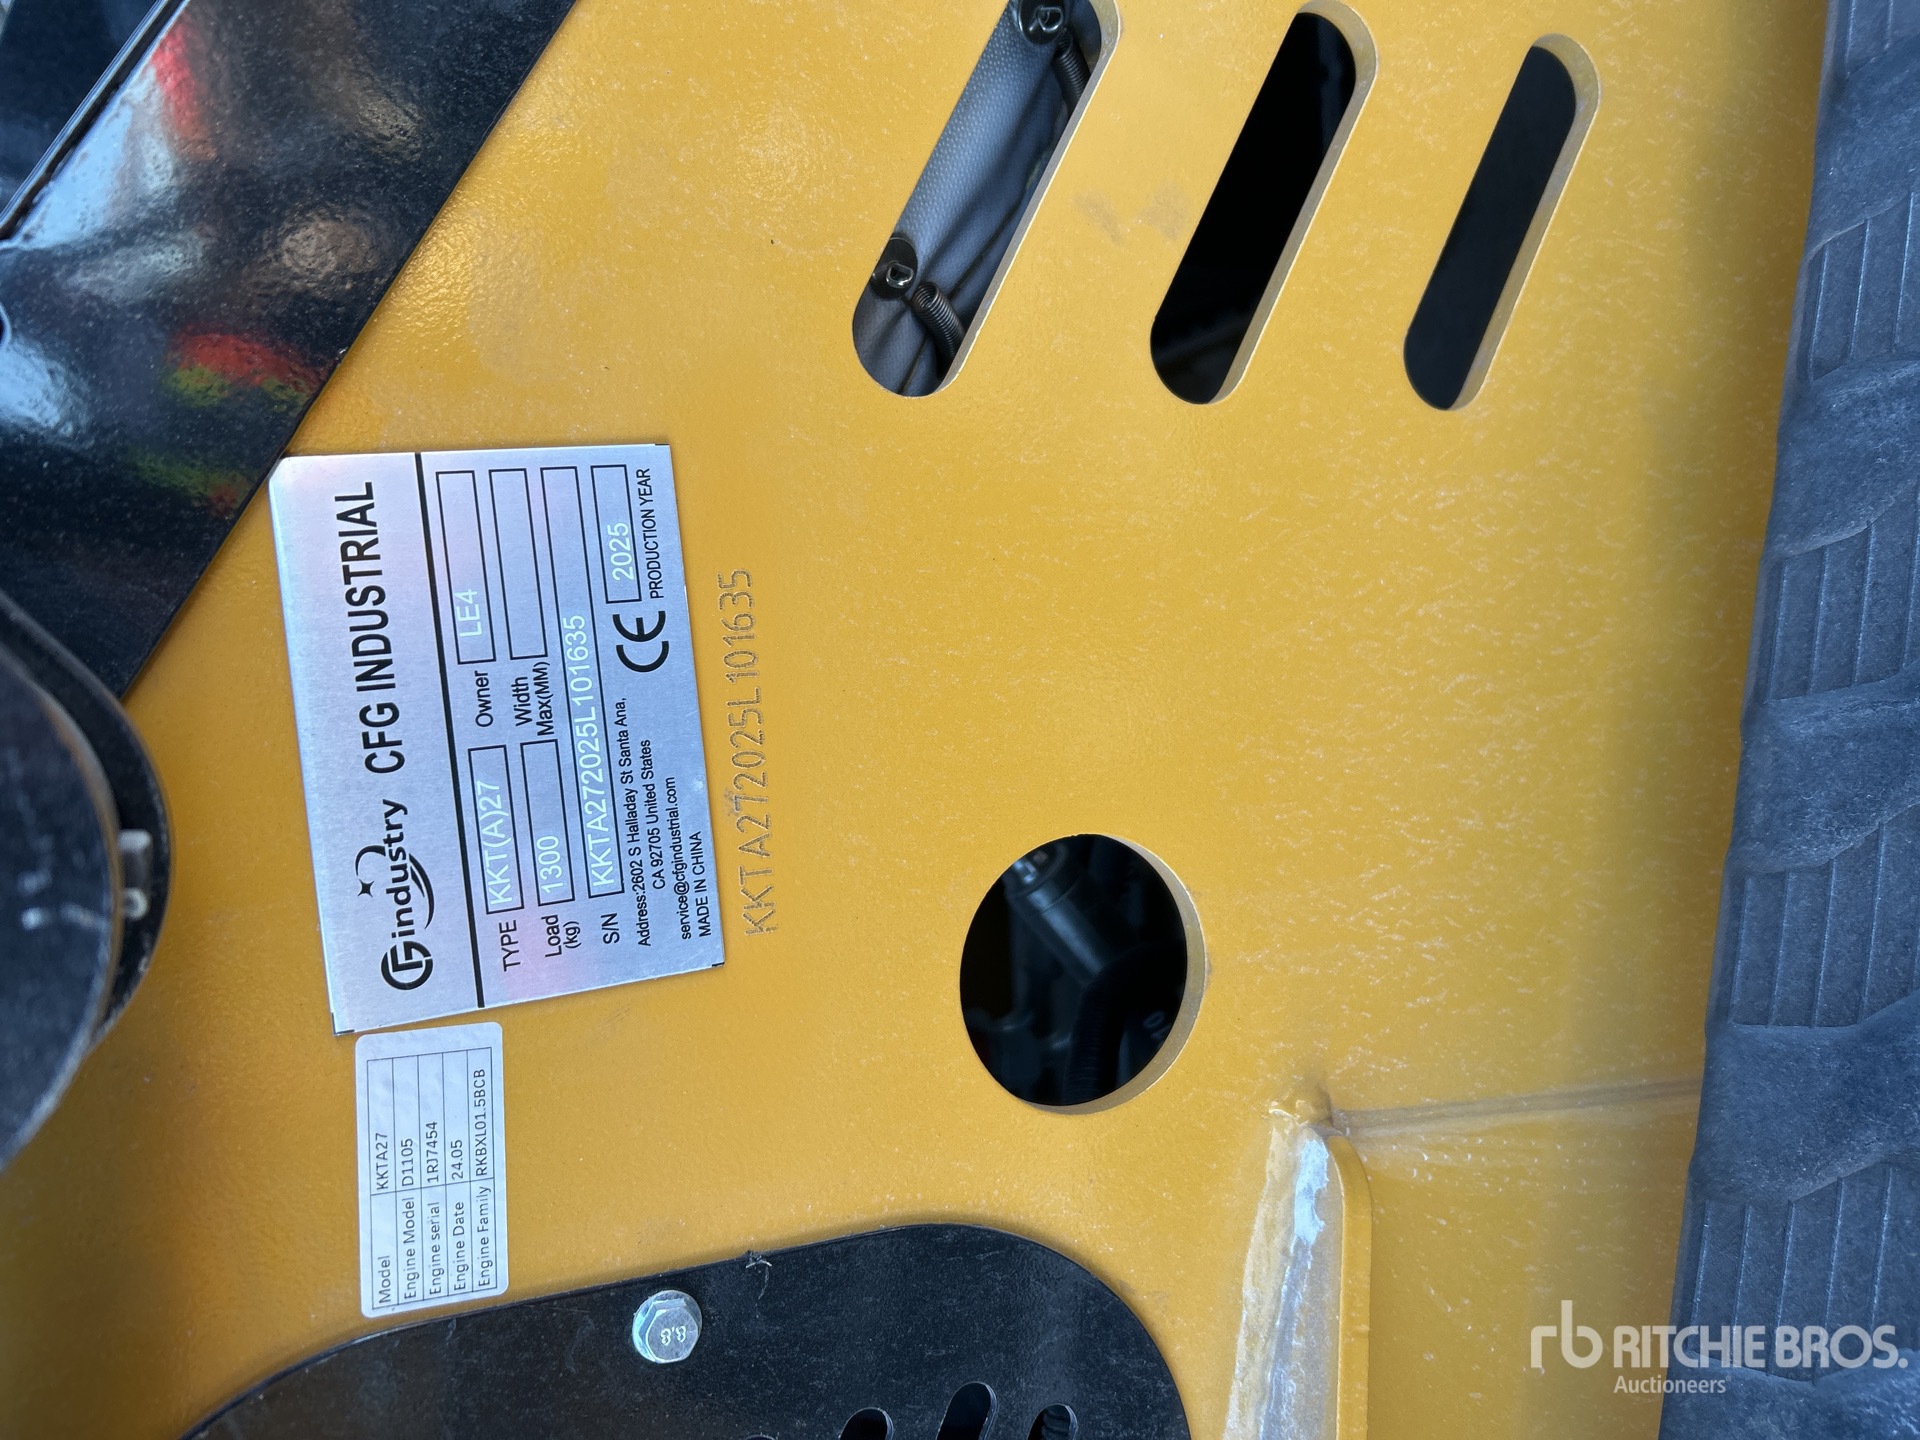 CFGindustry CFG INDUSTRIAL
TYPE KKT(A)27 Owner LE4
Load (kg) 1300 Width Max(MM)
S/N KKTA272025L101635
Address:2602 S Halladay St Santa Ana,
CA 92705 United States
service@cfgindustrial.com
MADE IN CHINA
CE 2025
PRODUCTION YEAR
KKTA272025L101635
Model KKTA27
Engine Model D1105
Engine serial 1RJ7454
Engine Date 24.05
Engine Family RKBXL01.5BCB
8.8
rb RITCHIE BROS.
Auctioneers